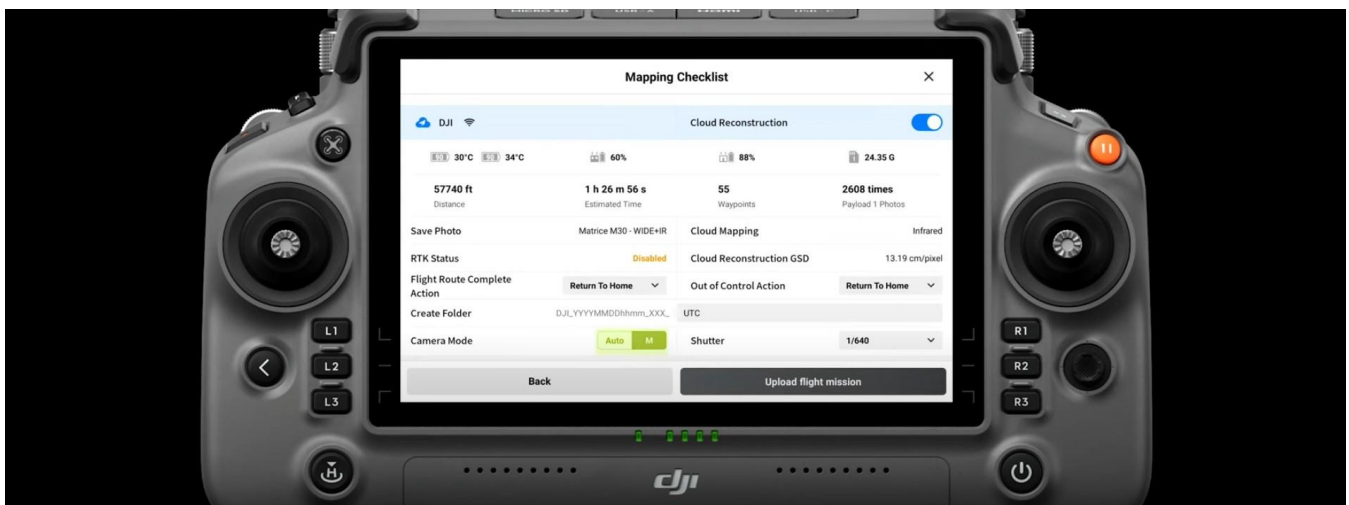 Mapping Checklist
DJI
Cloud Reconstruction
30°C
34°C
60%
88%
24.35 G
57740 ft
1 h 26 m 56 s
55
2608 times
Distance
Estimated Time
Waypoints
Payload 1 Photos
Save Photo
Matrice M30 - WIDE+IR
Cloud Mapping
Infrared
RTK Status
Disabled
Cloud Reconstruction GSD
13.19 cm/pixel
Flight Route Complete
Action
Return To Home
Out of Control Action
Return To Home
Create Folder
DJI_YYYYMMDDhhmm_XXX_
UTC
Camera Mode
Auto
M
Shutter
1/640
Back
Upload flight mission
L1
L2
L3
R1
R2
R3
H
dji